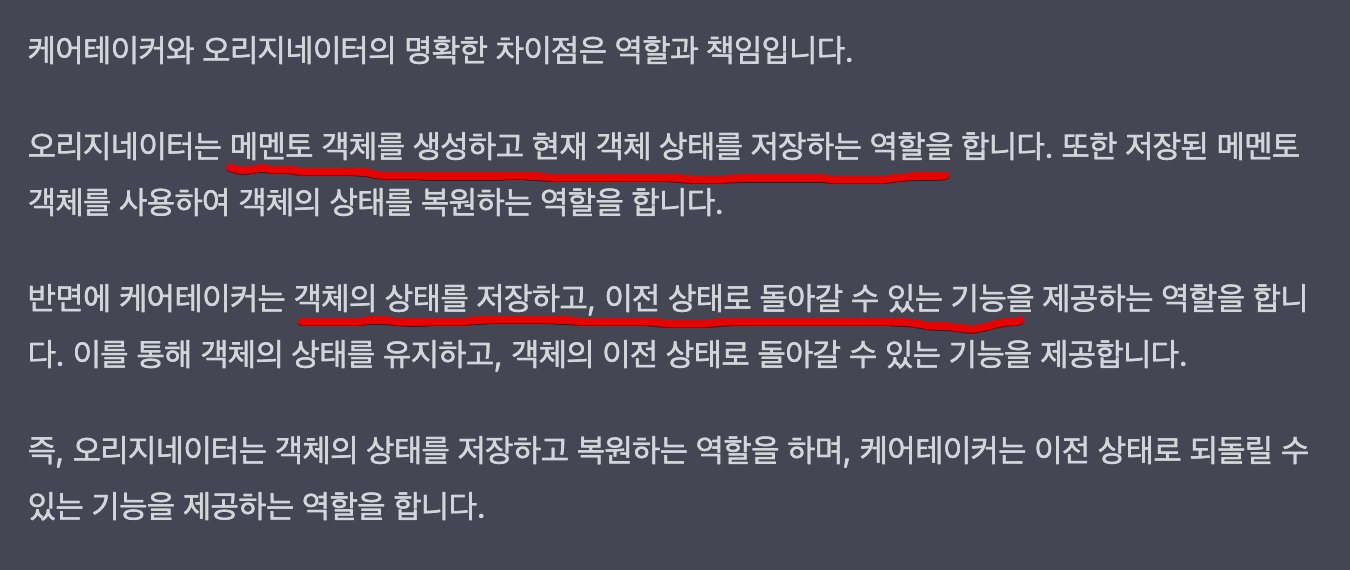 케어테이커와 오리지네이터의 명확한 차이점은 역할과 책임입니다.
오리지네이터는 메멘토 객체를 생성하고 현재 객체 상태를 저장하는 역할을 합니다. 또한 저장된 메멘토
객체를 사용하여 객체의 상태를 복원하는 역할을 합니다.
반면에 케어테이커는 객체의 상태를 저장하고, 이전 상태로 돌아갈 수 있는 기능을 제공하는 역할을 합니
다. 이를 통해 객체의 상태를 유지하고, 객체의 이전 상태로 돌아갈 수 있는 기능을 제공합니다.
즉, 오리지네이터는 객체의 상태를 저장하고 복원하는 역할을 하며, 케어테이커는 이전 상태로 되돌릴 수
있는 기능을 제공하는 역할을 합니다.